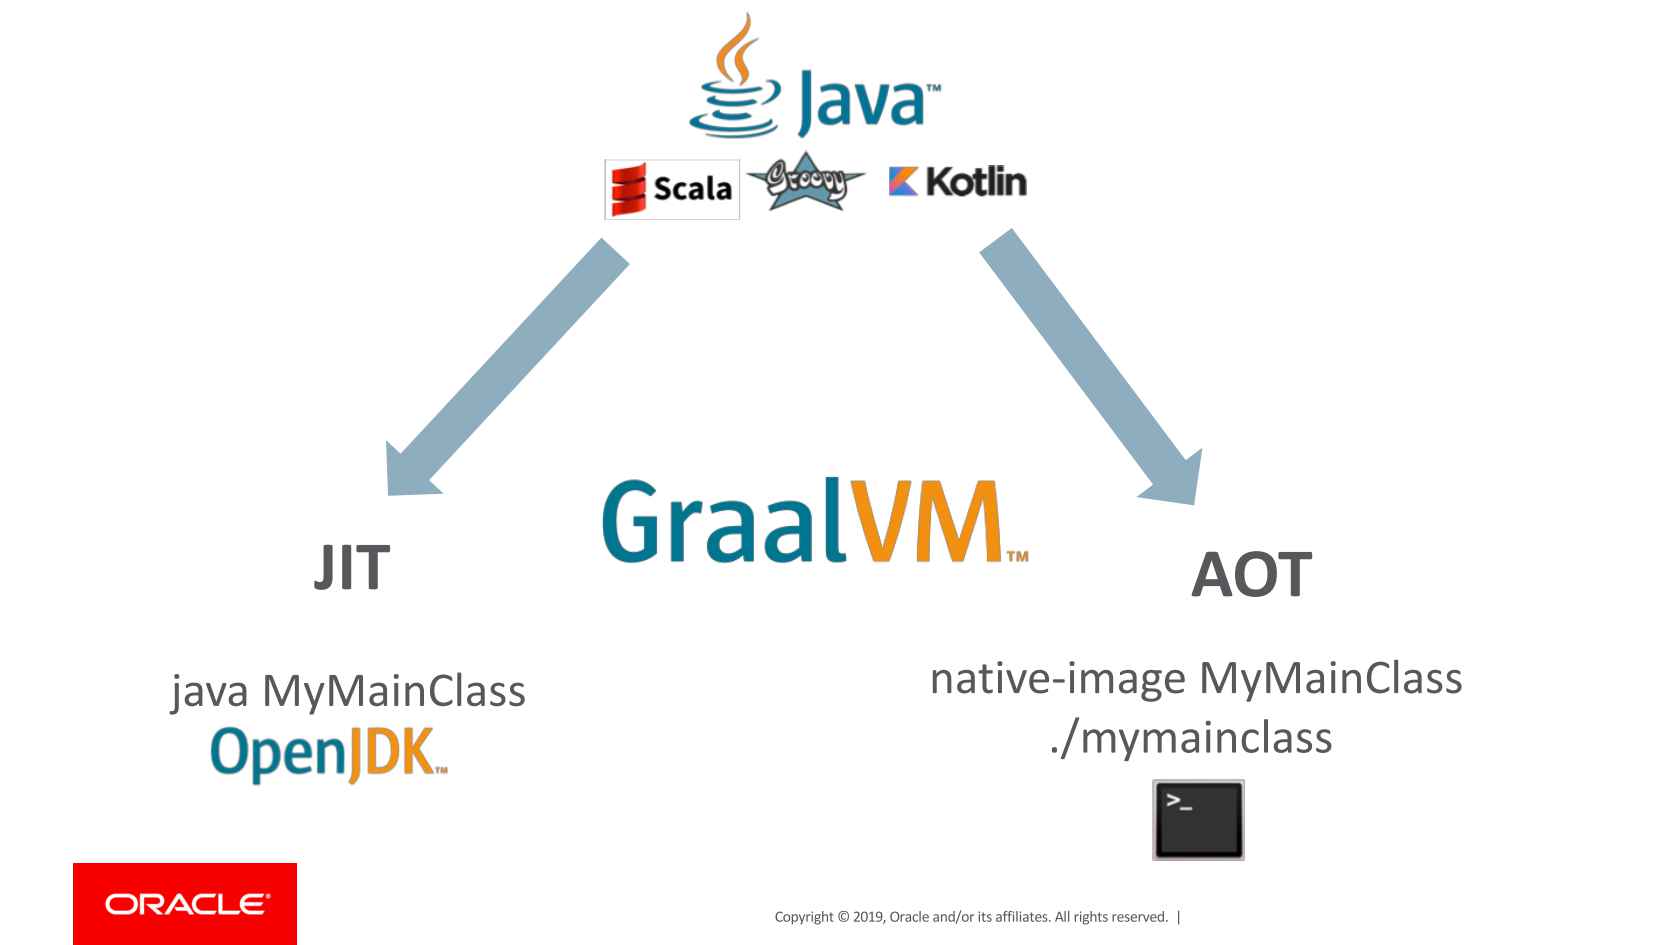 Java™
Scala
Groovy
Kotlin
GraalVM™
JIT
AOT
java MyMainClass
OpenJDK™
native-image MyMainClass
./mymainclass
>_
ORACLE®
Copyright © 2019, Oracle and/or its affiliates. All rights reserved. |